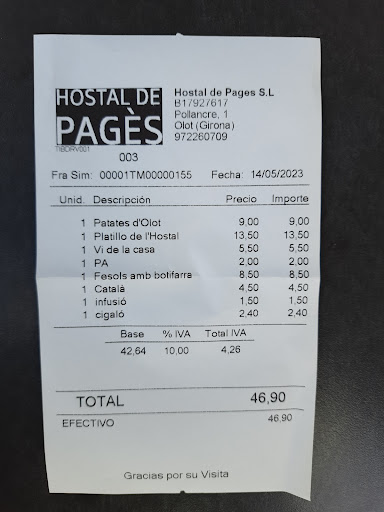 HOSTAL DE
PAGÈS
Hostal de Pages S.L
B17927617
Pollancre, 1
Olot (Girona)
972260709
TIBDRV001
003
Fra Sim: 00001TM00000155 Fecha: 14/05/2023
Unid. Descripción Precio Importe
1 Patates d'Olot 9,00 9,00
1 Platillo de l'Hostal 13,50 13,50
1 Vi de la casa 5,50 5,50
1 PA 2,00 2,00
1 Fesols amb botifarra 8,50 8,50
1 Català 4,50 4,50
1 infusió 1,50 1,50
1 cigaló 2,40 2,40
Base % IVA Total IVA
42,64 10,00 4,26
TOTAL 46,90
EFECTIVO 46,90
Gracias por su Visita